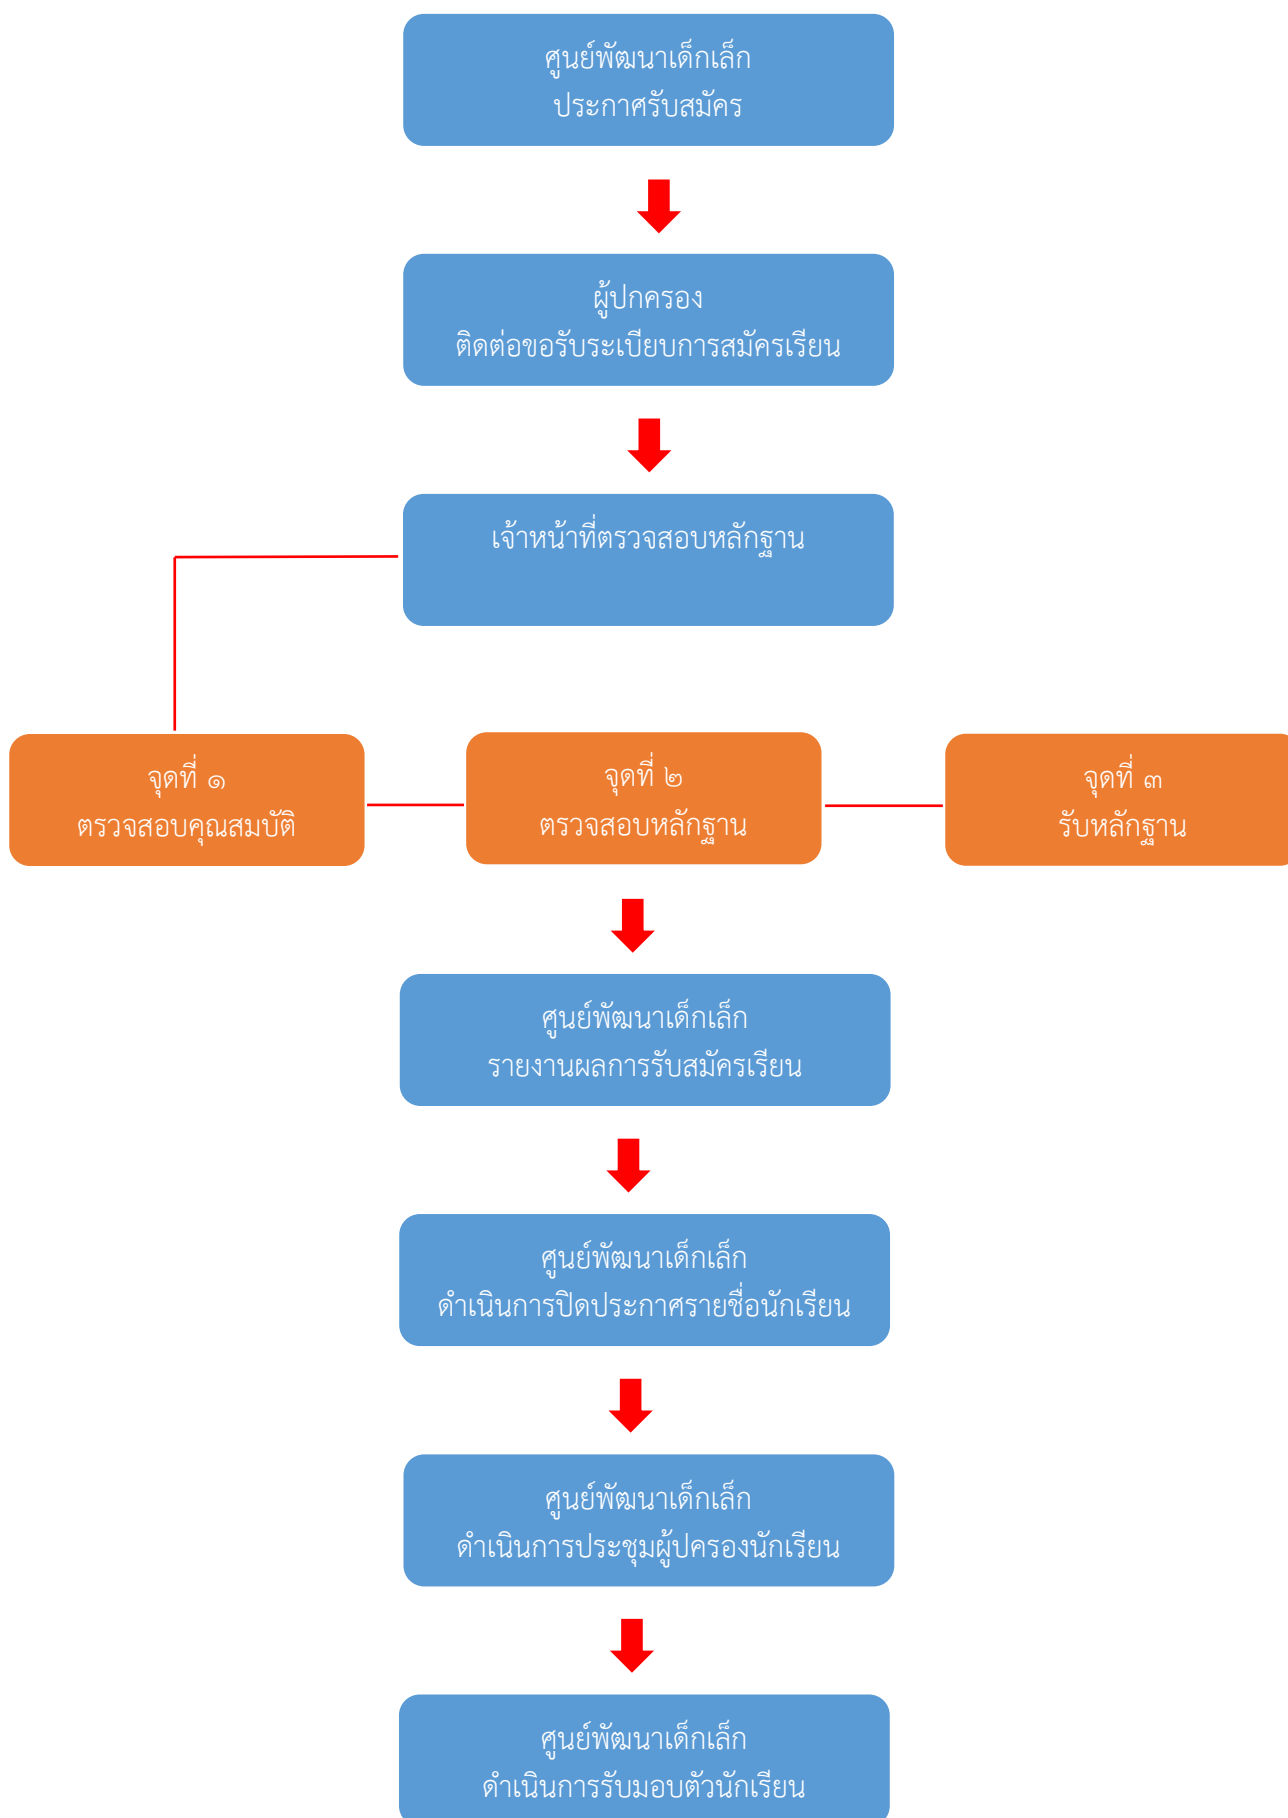 ศูนย์พัฒนาเด็กเล็ก
ประกาศรับสมัคร
ผู้ปกครอง
ติดต่อขอรับระเบียบการสมัครเรียน
เจ้าหน้าที่ตรวจสอบหลักฐาน
จุดที่ ๑
ตรวจสอบคุณสมบัติ
จุดที่ ๒
ตรวจสอบหลักฐาน
จุดที่ ๓
รับหลักฐาน
ศูนย์พัฒนาเด็กเล็ก
รายงานผลการรับสมัครเรียน
ศูนย์พัฒนาเด็กเล็ก
ดำเนินการปิดประกาศรายชื่อนักเรียน
ศูนย์พัฒนาเด็กเล็ก
ดำเนินการประชุมผู้ปครองนักเรียน
ศูนย์พัฒนาเด็กเล็ก
ดำเนินการรับมอบตัวนักเรียน